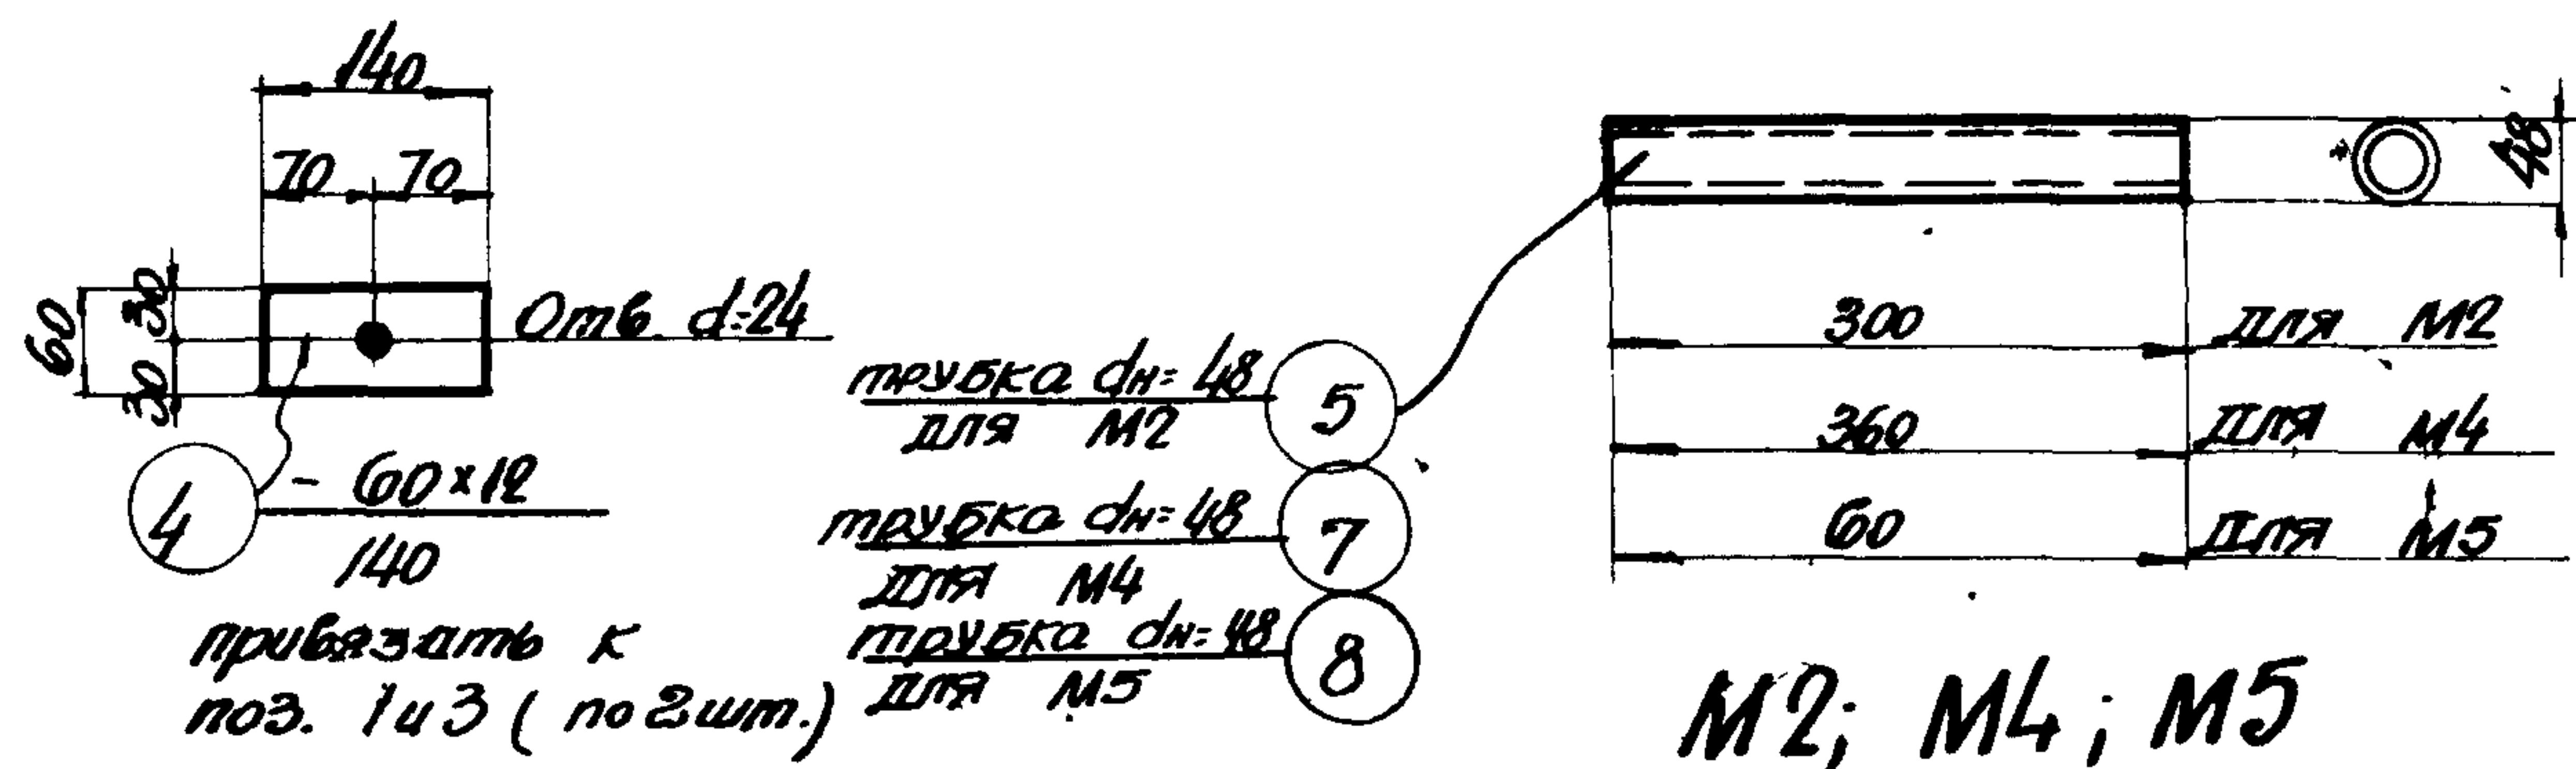 140
70 70
60
30
30
Отв. d=24
4
- 60×12
140
привязать к
поз. 1 и 3 ( по 2 шт.)
трубка dн= 48
для М2
5
трубка dн= 48
для М4
7
трубка dн= 48
для М5
8
48
300 для М2
360 для М4
60 для М5
М2; М4; М5